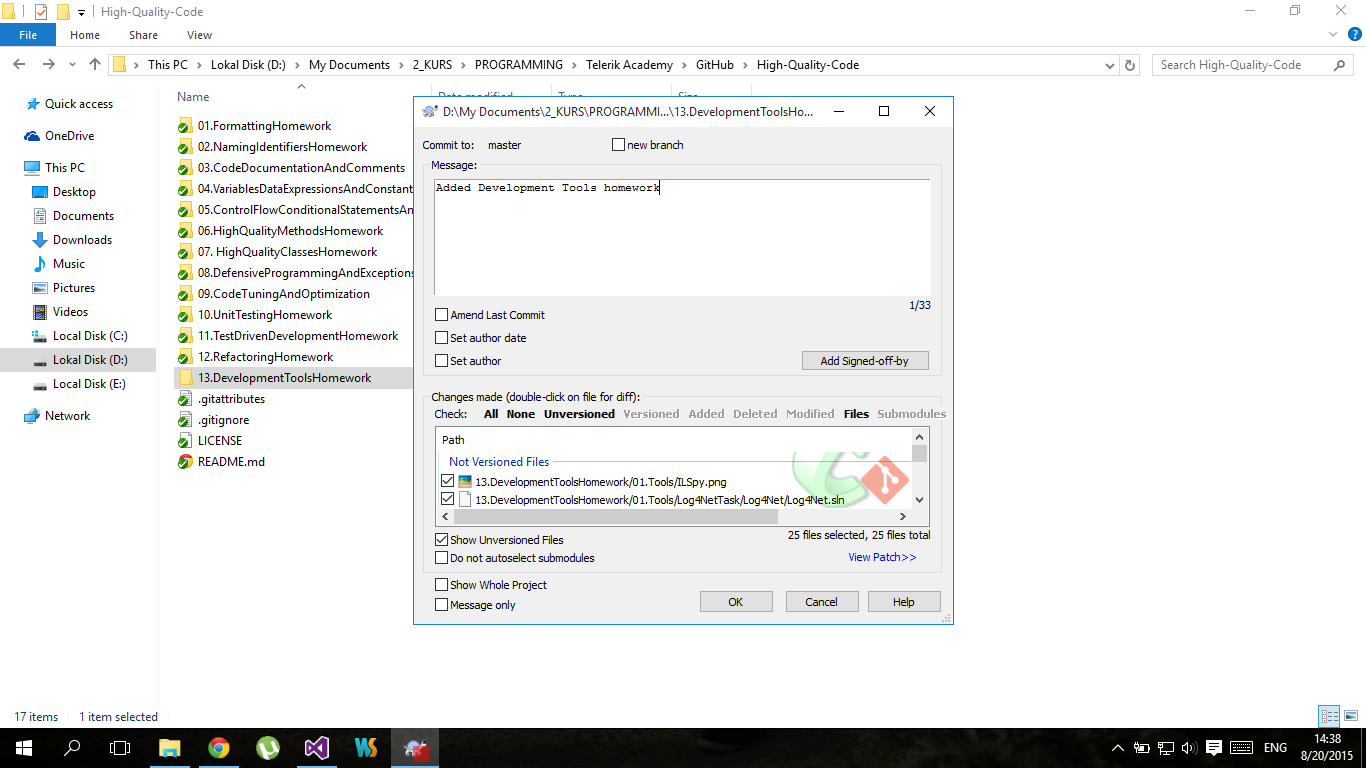 High-Quality-Code
File Home Share View
This PC Lokal Disk (D:) My Documents 2_KURS PROGRAMMING Telerik Academy GitHub High-Quality-Code
Search High-Quality-Code
Quick access
OneDrive
This PC
Desktop
Documents
Downloads
Music
Pictures
Videos
Local Disk (C:)
Lokal Disk (D:)
Local Disk (E:)
Network
Name Date modified Type Size
01.FormattingHomework
02.NamingIdentifiersHomework
03.CodeDocumentationAndComments
04.VariablesDataExpressionsAndConstant
05.ControlFlowConditionalStatementsAn
06.HighQualityMethodsHomework
07. HighQualityClassesHomework
08.DefensiveProgrammingAndExceptions
09.CodeTuningAndOptimization
10.UnitTestingHomework
11.TestDrivenDevelopmentHomework
12.RefactoringHomework
13.DevelopmentToolsHomework
.gitattributes
.gitignore
LICENSE
README.md
D:\My Documents\2_KURS\PROGRAMMI...\13.DevelopmentToolsHo...
Commit to: master new branch
Message:
Added Development Tools homework
1/33
Amend Last Commit
Set author date
Set author
Add Signed-off-by
Changes made (double-click on file for diff):
Check: All None Unversioned Versioned Added Deleted Modified Files Submodules
Path
Not Versioned Files
13.DevelopmentToolsHomework/01.Tools/ILSpy.png
13.DevelopmentToolsHomework/01.Tools/Log4NetTask/Log4Net/Log4Net.sln
Show Unversioned Files
25 files selected, 25 files total
Do not autoselect submodules
View Patch>>
Show Whole Project
Message only
OK Cancel Help
17 items 1 item selected
ENG
14:38
8/20/2015